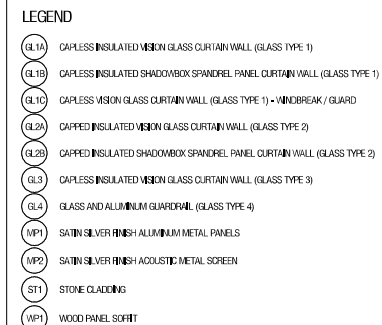 LEGEND
GL1A CAPLESS INSULATED VISION GLASS CURTAIN WALL (GLASS TYPE 1)
GL1B CAPLESS INSULATED SHADOWBOX SPANDREL PANEL CURTAIN WALL (GLASS TYPE 1)
GL1C CAPLESS VISION GLASS CURTAIN WALL (GLASS TYPE 1) - WINDBREAK / GUARD
GL2A CAPPED INSULATED VISION GLASS CURTAIN WALL (GLASS TYPE 2)
GL2B CAPPED INSULATED SHADOWBOX SPANDREL PANEL CURTAIN WALL (GLASS TYPE 2)
GL3 CAPLESS INSULATED VISION GLASS CURTAIN WALL (GLASS TYPE 3)
GL4 GLASS AND ALUMINUM GUARDRAIL (GLASS TYPE 4)
MP1 SATIN SILVER FINISH ALUMINUM METAL PANELS
MP2 SATIN SILVER FINISH ACOUSTIC METAL SCREEN
ST1 STONE CLADDING
WP1 WOOD PANEL SOFFIT